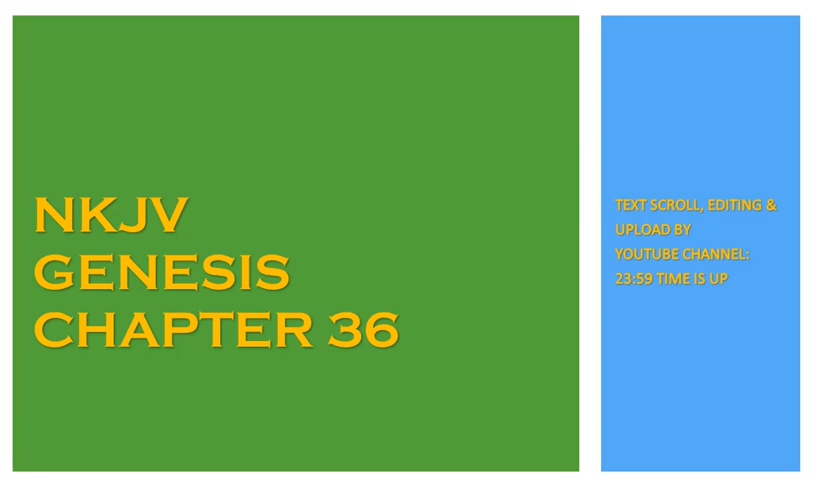 NKJV
GENESIS
CHAPTER 36
TEXT SCROLL, EDITING &
UPLOAD BY
YOUTUBE CHANNEL:
23:59 TIME IS UP